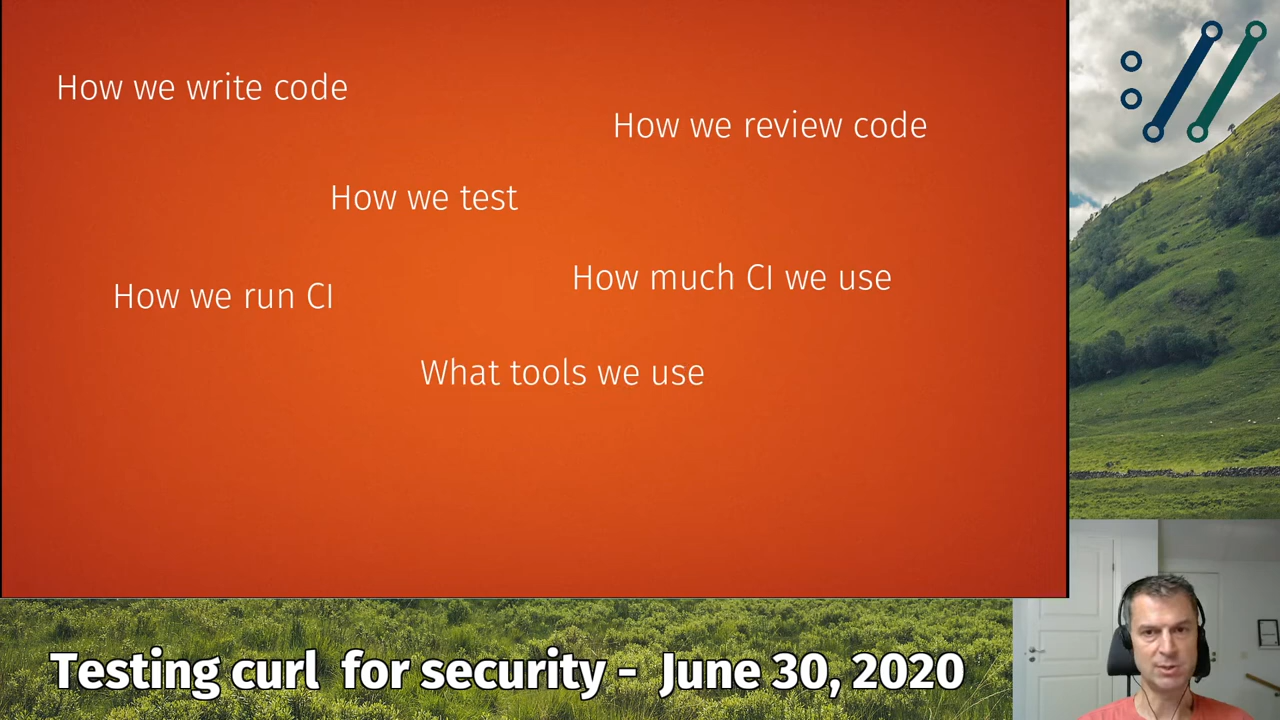 How we write code
How we review code
How we test
How much CI we use
How we run CI
What tools we use
Testing curl for security - June 30, 2020